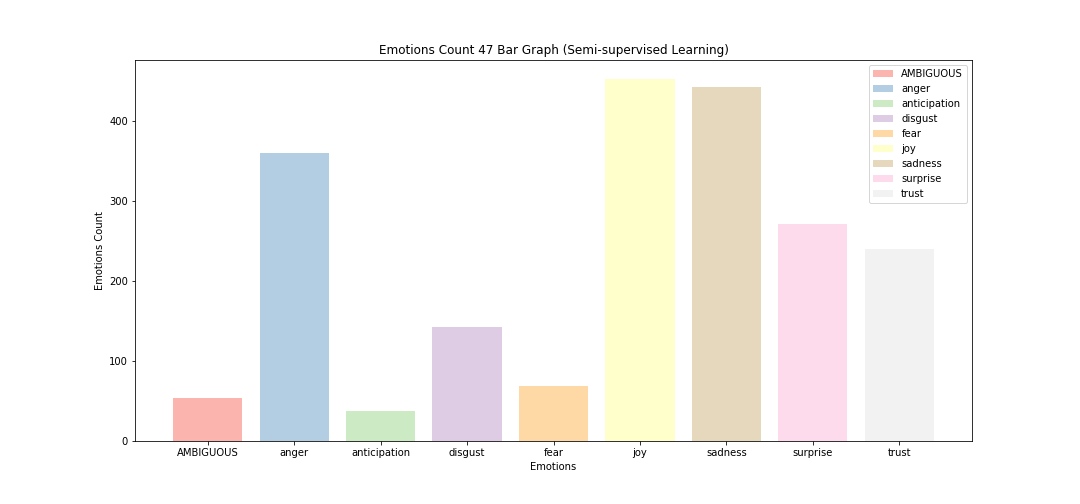 Emotions Count 47 Bar Graph (Semi-supervised Learning)
AMBIGUOUS
anger
anticipation
disgust
fear
joy
sadness
surprise
trust
400
300
200
100
0
Emotions Count
AMBIGUOUS anger anticipation disgust fear joy sadness surprise trust
Emotions